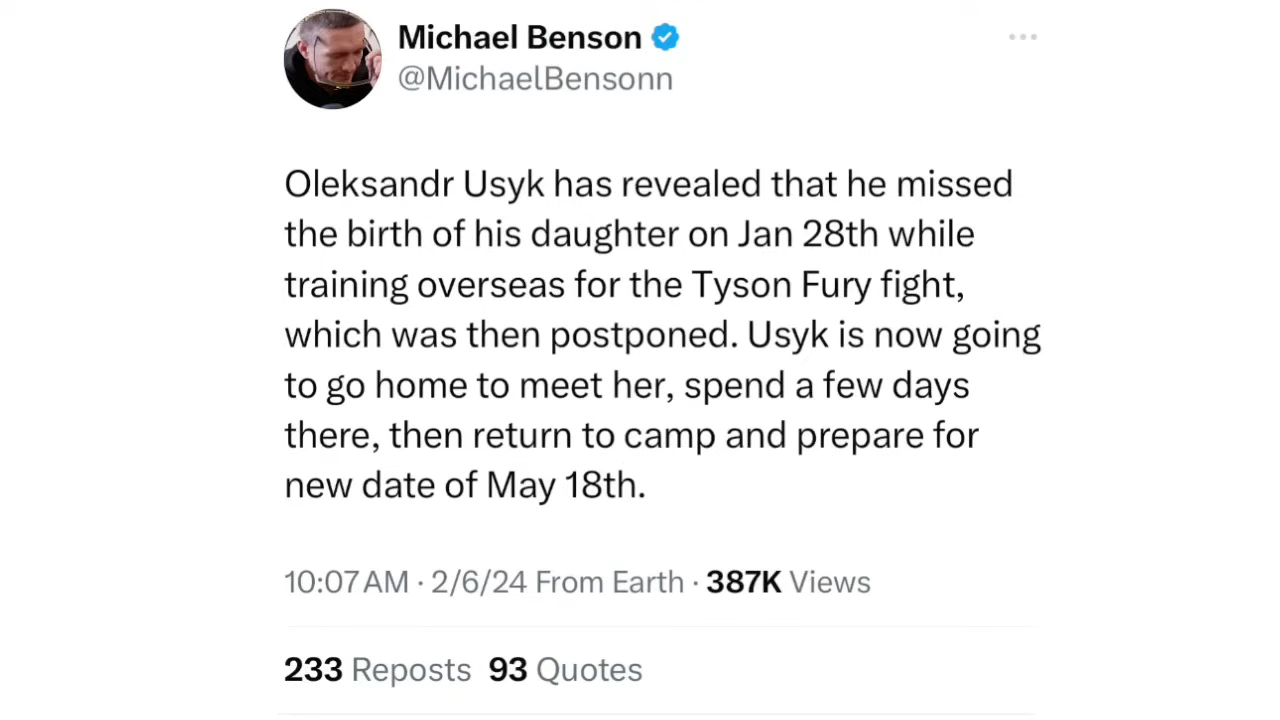 Michael Benson
@MichaelBensonn
Oleksandr Usyk has revealed that he missed
the birth of his daughter on Jan 28th while
training overseas for the Tyson Fury fight,
which was then postponed. Usyk is now going
to go home to meet her, spend a few days
there, then return to camp and prepare for
new date of May 18th.
10:07 AM · 2/6/24 From Earth · 387K Views
233 Reposts 93 Quotes